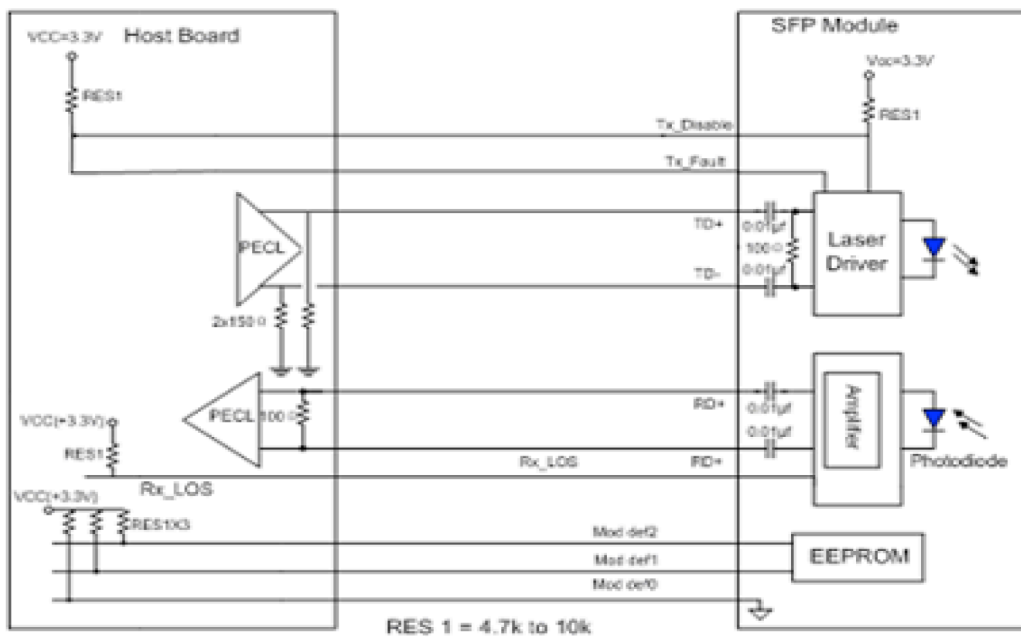 Host Board
SFP Module
VCC=3.3V
Vcc=3.3V
RES1
RES1
Tx_Disable
Tx_Fault
PECL
TD+
0.01µf
100Ω
Laser
Driver
0.01µf
TD-
2x150Ω
PECL
100Ω
RD+
0.01µf
Amplifier
VCC(+3.3V)
0.01µf
RES1
Rx_LOS
RD+
Photodiode
Rx_LOS
VCC(+3.3V)
RES1X3
Mod def2
EEPROM
Mod def1
Mod def0
RES 1 = 4.7k to 10k